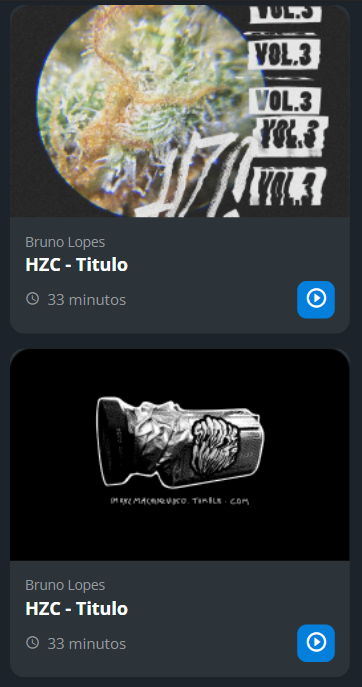 VOL.3
VOL.3
VOL.3
VOL.3
VOL.3
HZC
Bruno Lopes
HZC - Titulo
33 minutos
Bruno Lopes
HZC - Titulo
33 minutos